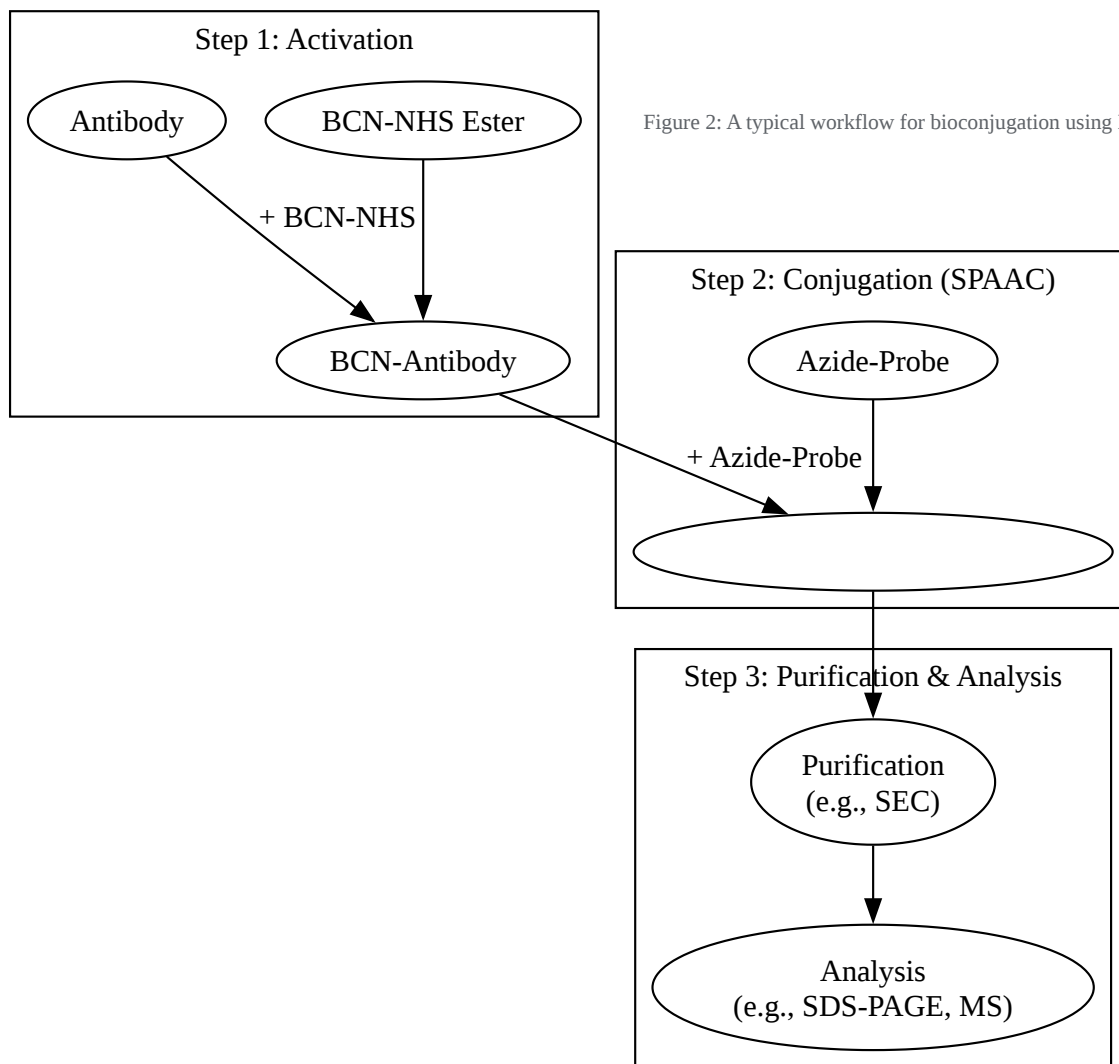 Step 1: Activation
Antibody
BCN-NHS Ester
Figure 2: A typical workflow for bioconjugation using
+ BCN-NHS
BCN-Antibody
Step 2: Conjugation (SPAAC)
Azide-Probe
+ Azide-Probe
Step 3: Purification & Analysis
Purification
(e.g., SEC)
Analysis
(e.g., SDS-PAGE, MS)